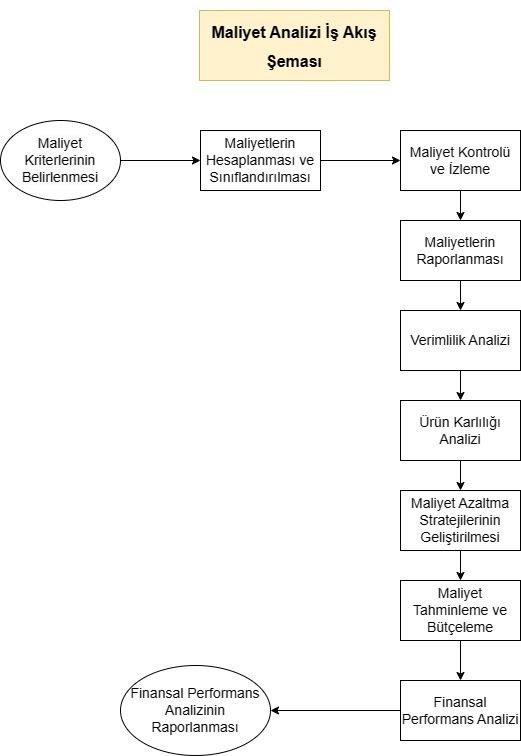 Maliyet Analizi İş Akış
Şeması
Maliyet
Kriterlerinin
Belirlenmesi
Maliyetlerin
Hesaplanması ve
Sınıflandırılması
Maliyet Kontrolü
ve İzleme
Maliyetlerin
Raporlanması
Verimlilik Analizi
Ürün Karlılığı
Analizi
Maliyet Azaltma
Stratejilerinin
Geliştirilmesi
Maliyet
Tahminleme ve
Bütçeleme
Finansal
Performans Analizi
Finansal Performans
Analizinin
Raporlanması